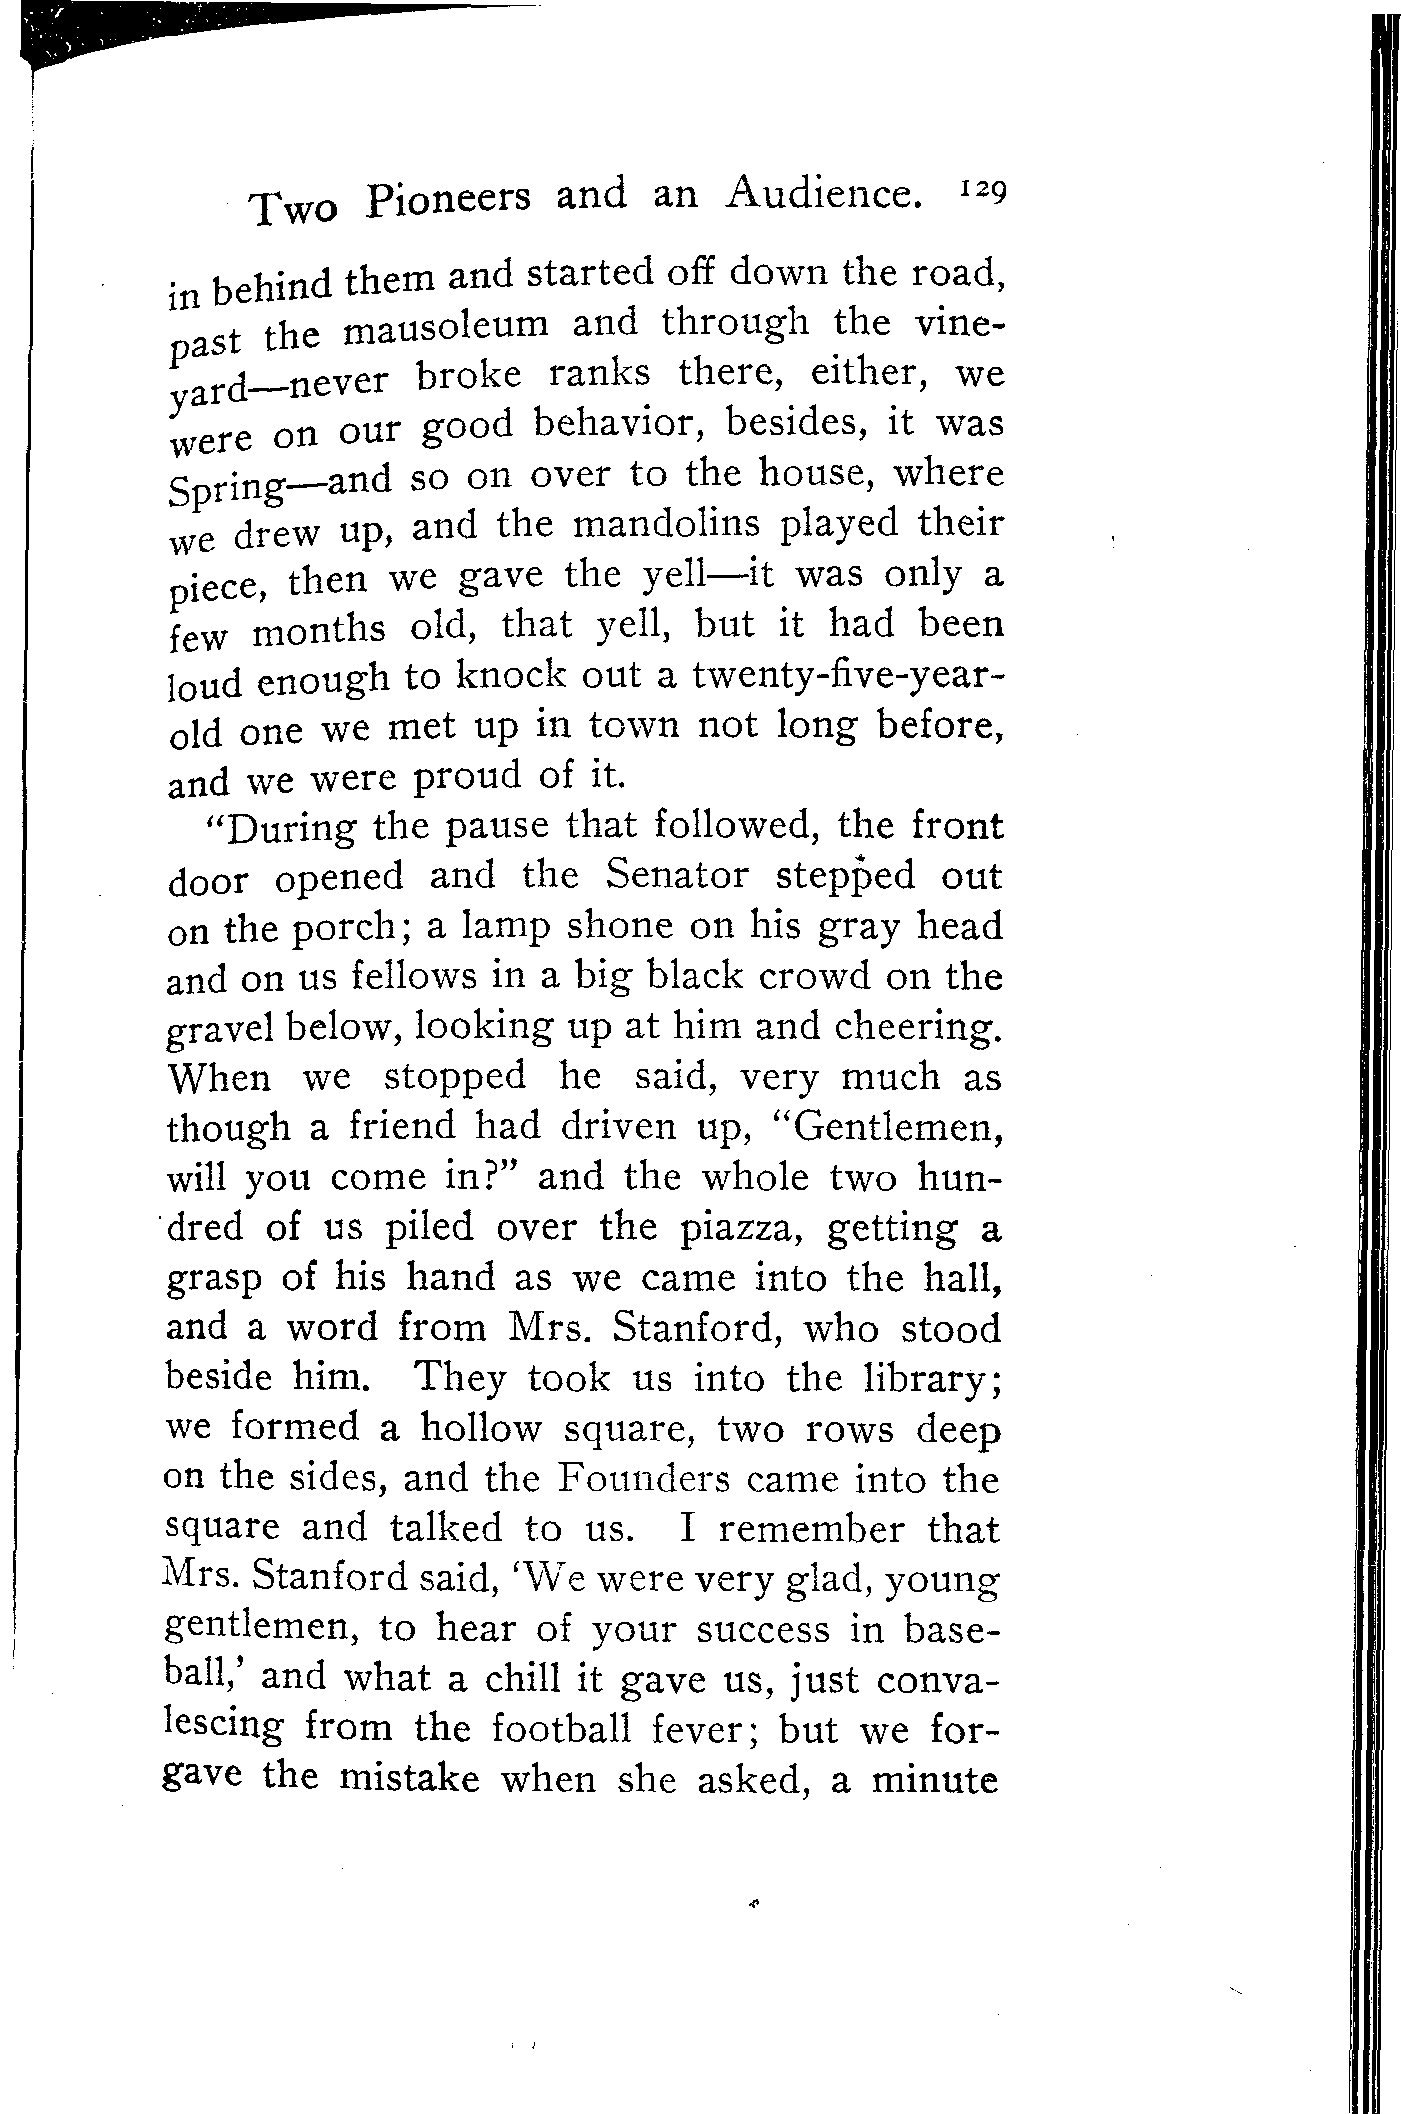 Two Pioneers and an Audience. 129
in behind them and started off down the road,
past the mausoleum and through the vine-
yard—never broke ranks there, either, we
were on our good behavior, besides, it was
Spring—and so on over to the house, where
we drew up, and the mandolins played their
piece, then we gave the yell—it was only a
few months old, that yell, but it had been
loud enough to knock out a twenty-five-year-
old one we met up in town not long before,
and we were proud of it.
"During the pause that followed, the front
door opened and the Senator stepped out
on the porch; a lamp shone on his gray head
and on us fellows in a big black crowd on the
gravel below, looking up at him and cheering.
When we stopped he said, very much as
though a friend had driven up, "Gentlemen,
will you come in?" and the whole two hun-
dred of us piled over the piazza, getting a
grasp of his hand as we came into the hall,
and a word from Mrs. Stanford, who stood
beside him. They took us into the library;
we formed a hollow square, two rows deep
on the sides, and the Founders came into the
square and talked to us. I remember that
Mrs. Stanford said, 'We were very glad, young
gentlemen, to hear of your success in base-
ball,' and what a chill it gave us, just conva-
lescing from the football fever; but we for-
gave the mistake when she asked, a minute